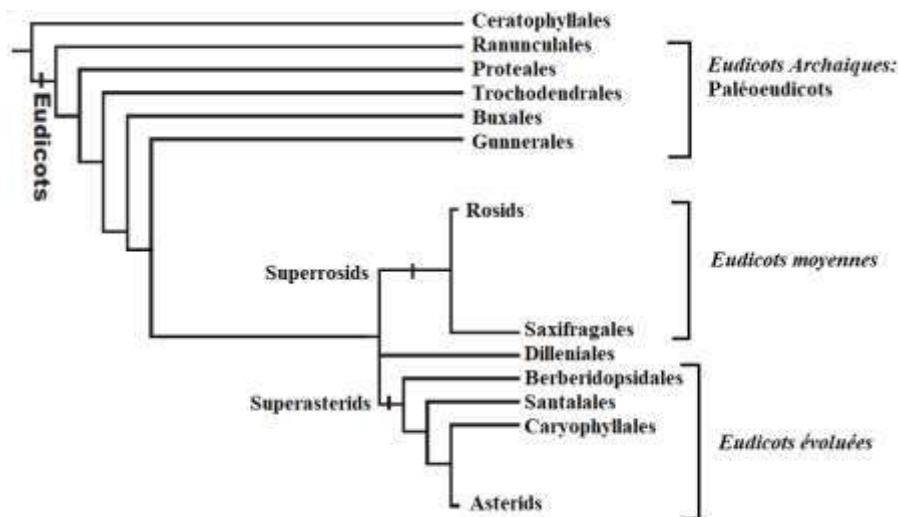 Ceratophyllales
Ranunculales
Proteales
Trochodendrales
Buxales
Gunnerales
Eudicots
Eudicots Archaiques:
Paléoeudicots
Rosids
Superrosids
Eudicots moyennes
Saxifragales
Dilleniales
Berberidopsidales
Superasterids
Santalales
Caryophyllales
Eudicots évoluées
Asterids